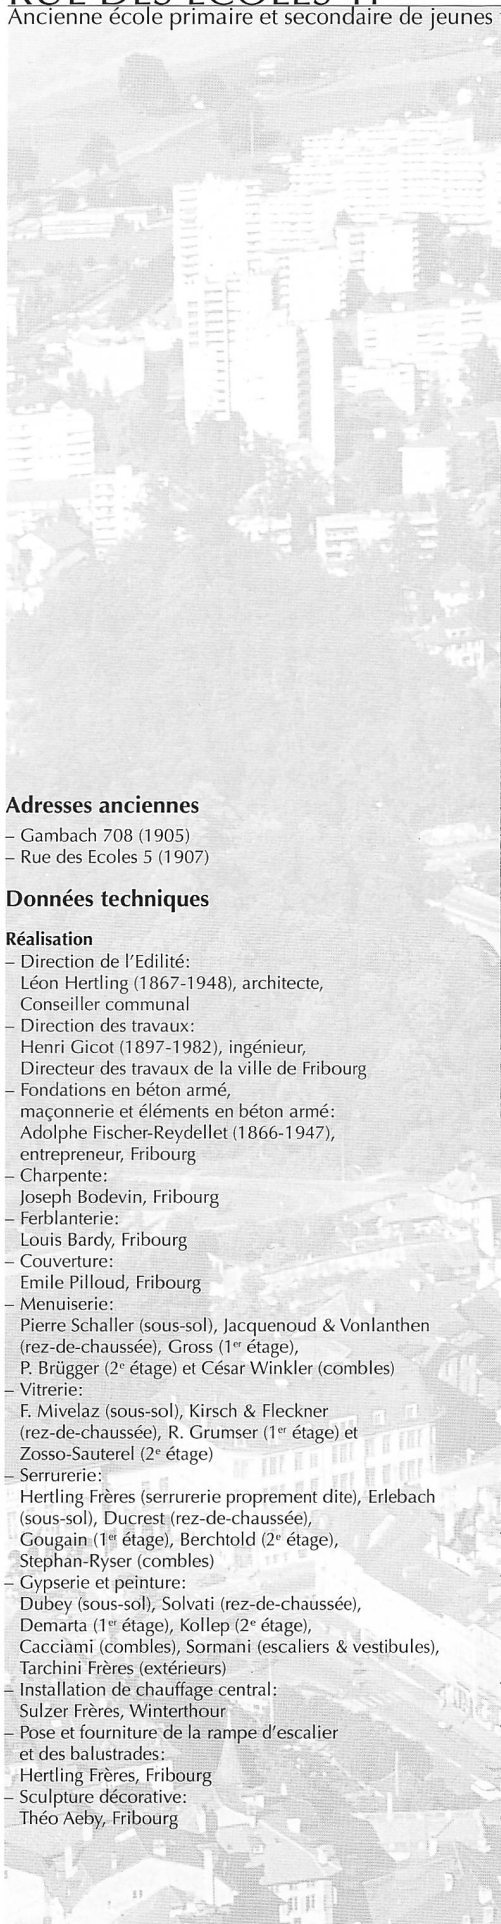 RUE DES ECOLES
Ancienne école primaire et secondaire de jeunes
Adresses anciennes
– Gambach 708 (1905)
– Rue des Ecoles 5 (1907)
Données techniques
Réalisation
– Direction de l'Edilité:
Léon Hertling (1867-1948), architecte,
Conseiller communal
– Direction des travaux:
Henri Gicot (1897-1982), ingénieur,
Directeur des travaux de la ville de Fribourg
– Fondations en béton armé,
maçonnerie et éléments en béton armé:
Adolphe Fischer-Reydellet (1866-1947),
entrepreneur, Fribourg
– Charpente:
Joseph Bodevin, Fribourg
– Ferblanterie:
Louis Bardy, Fribourg
– Couverture:
Emile Pilloud, Fribourg
– Menuiserie:
Pierre Schaller (sous-sol), Jacquenoud & Vonlanthen
(rez-de-chaussée), Gross (1er étage),
P. Brügger (2e étage) et César Winkler (combles)
– Vitrerie:
F. Mivelaz (sous-sol), Kirsch & Fleckner
(rez-de-chaussée), R. Grumser (1er étage) et
Zosso-Sauterel (2e étage)
– Serrurerie:
Hertling Frères (serrurerie proprement dite), Erlebach
(sous-sol), Ducrest (rez-de-chaussée),
Gougain (1er étage), Berchtold (2e étage),
Stephan-Ryser (combles)
– Gypserie et peinture:
Dubey (sous-sol), Solvati (rez-de-chaussée),
Demarta (1er étage), Kollep (2e étage),
Cacciami (combles), Sormani (escaliers & vestibules),
Tarchini Frères (extérieurs)
– Installation de chauffage central:
Sulzer Frères, Winterthour
– Pose et fourniture de la rampe d'escalier
et des balustrades:
Hertling Frères, Fribourg
– Sculpture décorative:
Théo Aeby, Fribourg